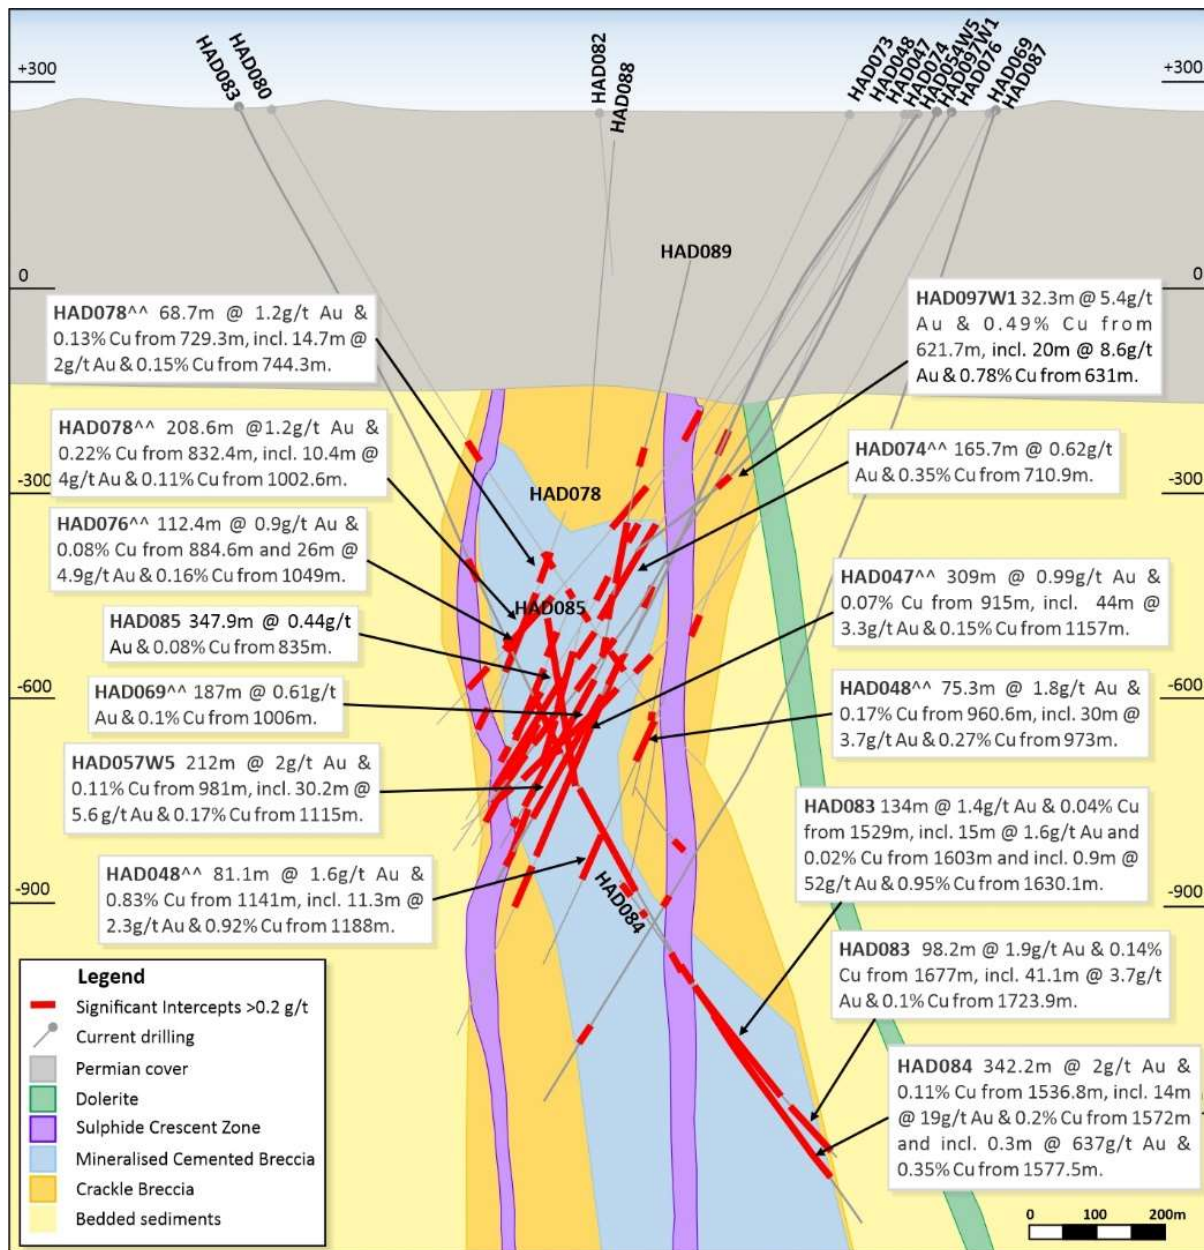 HAD083
HAD080
HAD082
HAD088
HAD073
HAD048
HAD047
HAD074
HAD054W5
HAD097W1
HAD076
HAD069
HAD087
+300
+300
0
0
HAD089
HAD078^^ 68.7m @ 1.2g/t Au &
0.13% Cu from 729.3m, incl. 14.7m @
2g/t Au & 0.15% Cu from 744.3m.
HAD097W1 32.3m @ 5.4g/t
Au & 0.49% Cu from
621.7m, incl. 20m @ 8.6g/t
Au & 0.78% Cu from 631m.
HAD078^^ 208.6m @1.2g/t Au &
0.22% Cu from 832.4m, incl. 10.4m @
4g/t Au & 0.11% Cu from 1002.6m.
HAD074^^ 165.7m @ 0.62g/t
Au & 0.35% Cu from 710.9m.
-300
-300
HAD078
HAD076^^ 112.4m @ 0.9g/t Au &
0.08% Cu from 884.6m and 26m @
4.9g/t Au & 0.16% Cu from 1049m.
HAD047^^ 309m @ 0.99g/t Au &
0.07% Cu from 915m, incl. 44m @
3.3g/t Au & 0.15% Cu from 1157m.
HAD085
HAD085 347.9m @ 0.44g/t
Au & 0.08% Cu from 835m.
HAD069^^ 187m @ 0.61g/t
Au & 0.1% Cu from 1006m.
HAD048^^ 75.3m @ 1.8g/t Au &
0.17% Cu from 960.6m, incl. 30m @
3.7g/t Au & 0.27% Cu from 973m.
-600
-600
HAD057W5 212m @ 2g/t Au &
0.11% Cu from 981m, incl. 30.2m @
5.6 g/t Au & 0.17% Cu from 1115m.
HAD083 134m @ 1.4g/t Au & 0.04% Cu
from 1529m, incl. 15m @ 1.6g/t Au and
0.02% Cu from 1603m and incl. 0.9m @
52g/t Au & 0.95% Cu from 1630.1m.
HAD048^^ 81.1m @ 1.6g/t Au &
0.83% Cu from 1141m, incl. 11.3m @
2.3g/t Au & 0.92% Cu from 1188m.
-900
-900
HAD084
HAD083 98.2m @ 1.9g/t Au & 0.14%
Cu from 1677m, incl. 41.1m @ 3.7g/t
Au & 0.1% Cu from 1723.9m.
HAD084 342.2m @ 2g/t Au &
0.11% Cu from 1536.8m, incl. 14m
@ 19g/t Au & 0.2% Cu from 1572m
and incl. 0.3m @ 637g/t Au &
0.35% Cu from 1577.5m.
Legend
Significant Intercepts >0.2 g/t
Current drilling
Permian cover
Dolerite
Sulphide Crescent Zone
Mineralised Cemented Breccia
Crackle Breccia
Bedded sediments
0 100 200m